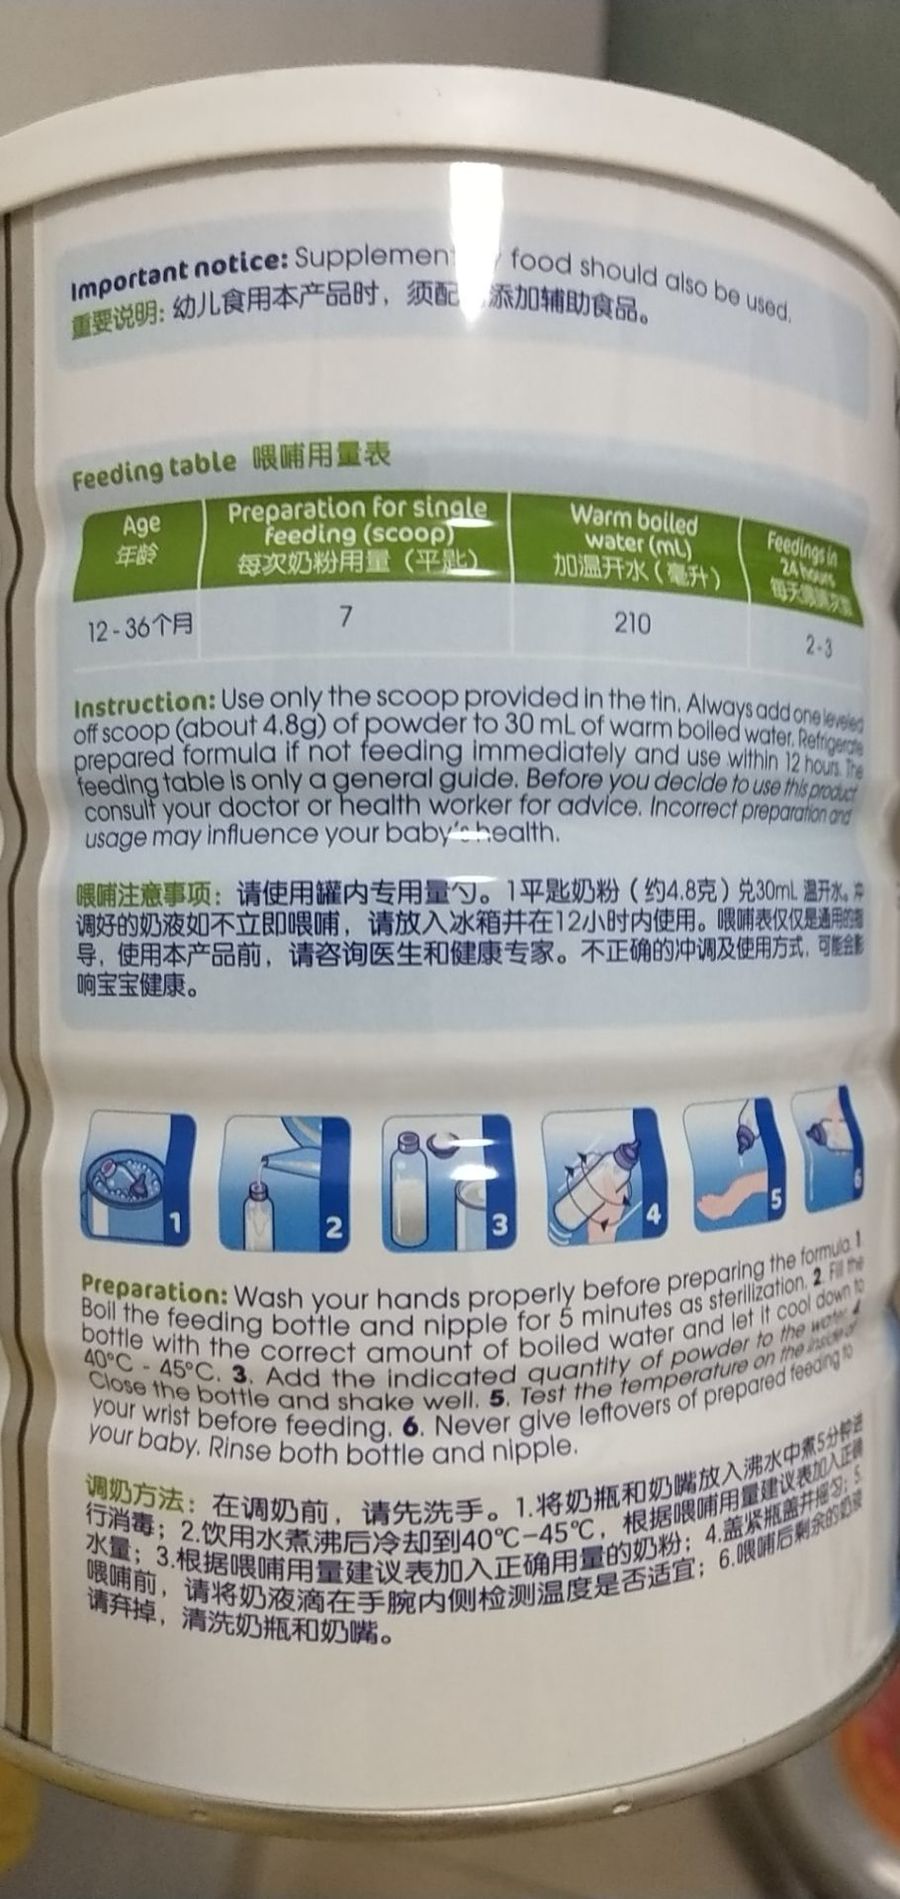 Important notice: food should also be used.
重要说明: 幼儿食用本产品时，须配 添加辅助食品。
Feeding table 喂哺用量表
Age
年龄
Preparation for single
feeding (scoop)
每次奶粉用量（平匙）
Warm boiled
water (mL)
加温开水（毫升）
Feedings in
24 hours
每天喂哺次数
12-36个月
7
210
2-3
Instruction: Use only the scoop provided in the tin. Always add one leveled
off scoop (about 4.8g) of powder to 30 mL of warm boiled water. Refrigerate
prepared formula if not feeding immediately and use within 12 hours. The
feeding table is only a general guide. Before you decide to use this product
consult your doctor or health worker for advice. Incorrect preparation and
usage may influence your baby's health.
喂哺注意事项：请使用罐内专用量勺。1平匙奶粉（约4.8克）兑30mL 温开水。冲
调好的奶液如不立即喂哺，请放入冰箱并在12小时内使用。喂哺表仅仅是通用的指
导，使用本产品前，请咨询医生和健康专家。不正确的冲调及使用方式，可能会影
响宝宝健康。
1
2
3
4
5
6
Preparation: Wash your hands properly before preparing the formula. 1.
Boil the feeding bottle and nipple for 5 minutes as sterilization. 2. Fill the
bottle with the correct amount of boiled water and let it cool down to
40°C - 45°C. 3. Add the indicated quantity of powder to the water. 4.
Close the bottle and shake well. 5. Test the temperature on the inside of
your wrist before feeding. 6. Never give leftovers of prepared feeding to
your baby. Rinse both bottle and nipple.
调奶方法：在调奶前，请先洗手。1.将奶瓶和奶嘴放入沸水中煮5分钟进
行消毒；2.饮用水煮沸后冷却到40℃-45℃，根据喂哺用量建议表加入正确
水量；3.根据喂哺用量建议表加入正确用量的奶粉；4.盖紧瓶盖并摇匀；5.
喂哺前，请将奶液滴在手腕内侧检测温度是否适宜；6.喂哺后剩余的奶液
请弃掉，清洗奶瓶和奶嘴。